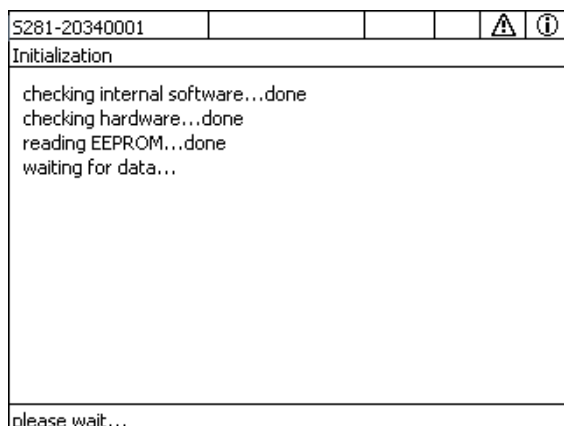 S281-20340001
Initialization
checking internal software...done
checking hardware...done
reading EEPROM...done
waiting for data...
please wait...